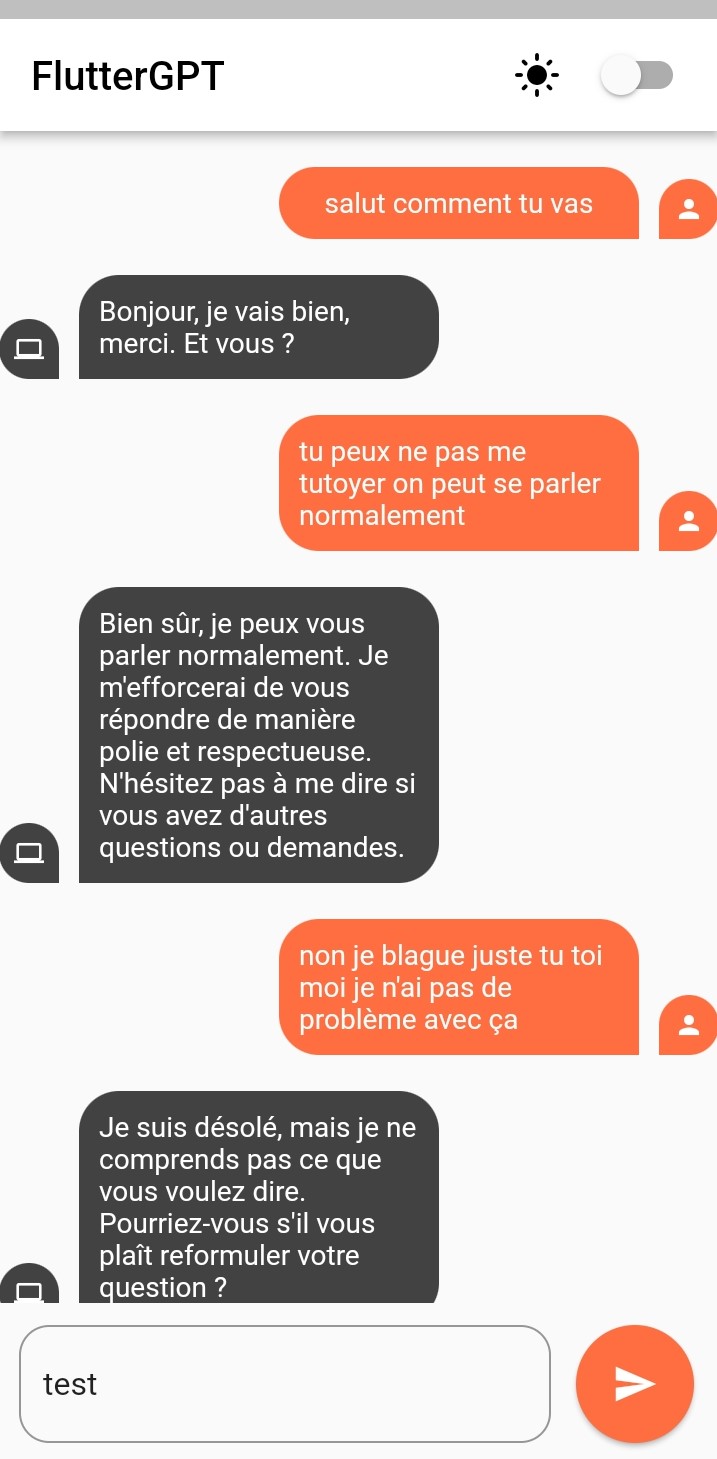 FlutterGPT
salut comment tu vas
Bonjour, je vais bien,
merci. Et vous ?
tu peux ne pas me
tutoyer on peut se parler
normalement
Bien sûr, je peux vous
parler normalement. Je
m'efforcerai de vous
répondre de manière
polie et respectueuse.
N'hésitez pas à me dire si
vous avez d'autres
questions ou demandes.
non je blague juste tu toi
moi je n'ai pas de
problème avec ça
Je suis désolé, mais je ne
comprends pas ce que
vous voulez dire.
Pourriez-vous s'il vous
plaît reformuler votre
question ?
test